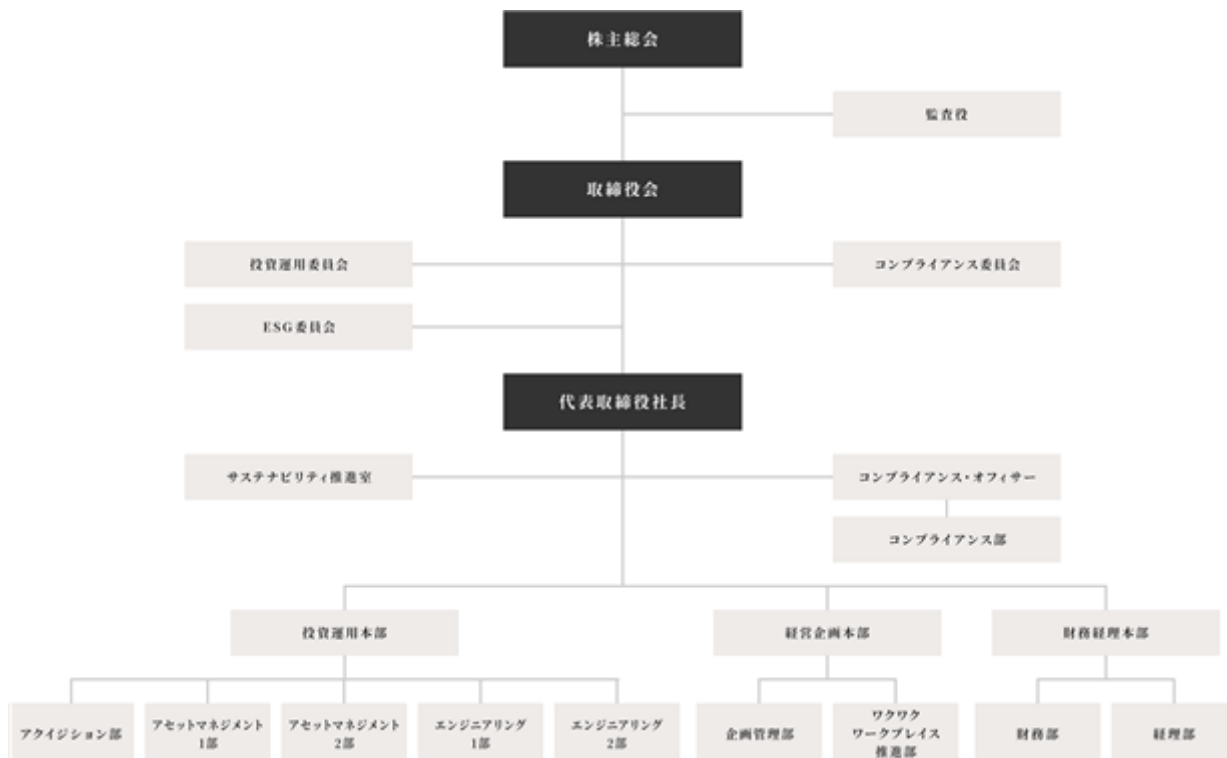 株主総会
監査役
取締役会
投資運用委員会
コンプライアンス委員会
ESG委員会
代表取締役社長
サステナビリティ推進室
コンプライアンス・オフィサー
コンプライアンス部
投資運用本部
経営企画本部
財務経理本部
アクイジション部
アセットマネジメント
1部
アセットマネジメント
2部
エンジニアリング
1部
エンジニアリング
2部
企画管理部
ワクワク
ワークプレイス
推進部
財務部
経理部